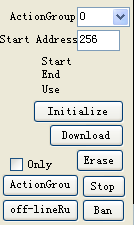 ActionGroup 0
Start Address 256
Start
End
Use
Initialize
Download
Only Erase
ActionGrou Stop
off-lineRu Ban